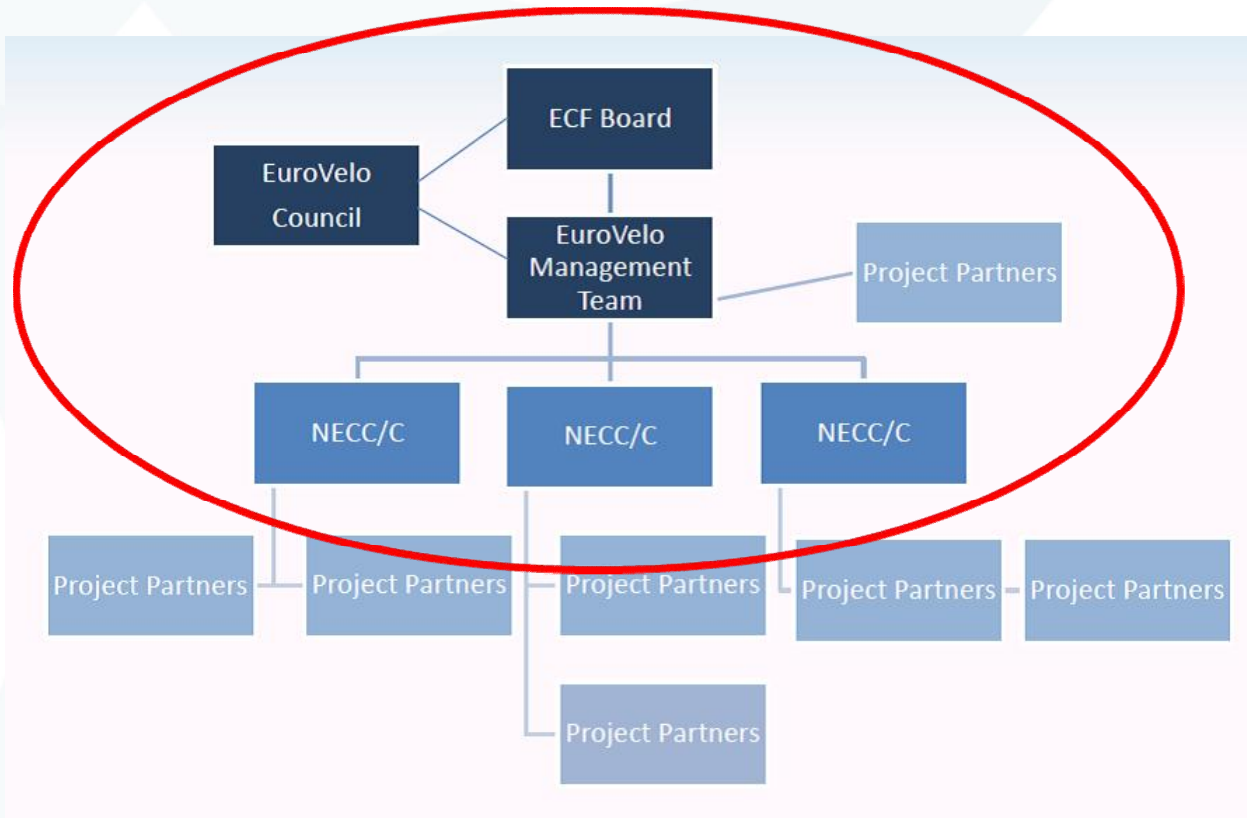 ECF Board
EuroVelo
Council
EuroVelo
Management
Team
Project Partners
NECC/C
NECC/C
NECC/C
Project Partners
Project Partners
Project Partners
Project Partners
Project Partners
Project Partners